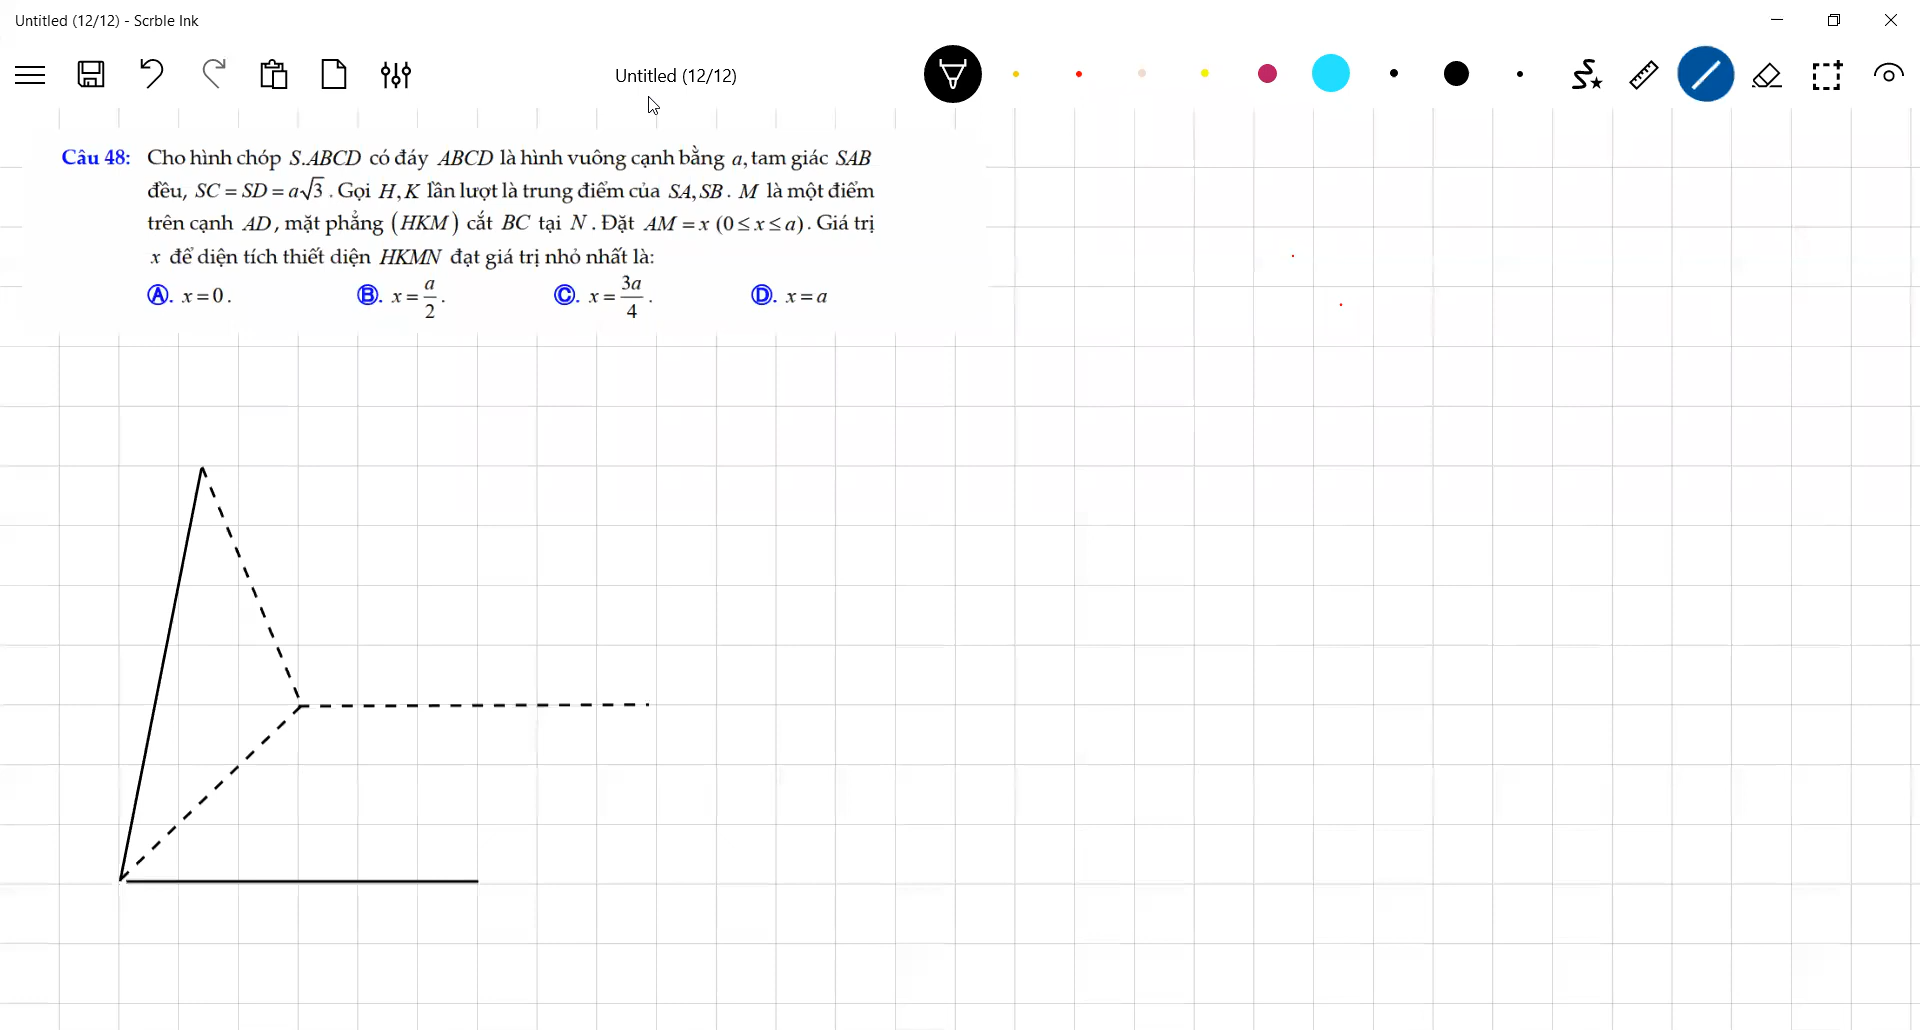 Untitled (12/12) - Scrble Ink
Untitled (12/12)
Câu 48: Cho hình chóp S.ABCD có đáy ABCD là hình vuông cạnh bằng a, tam giác SAB
đều, SC = SD = a√3. Gọi H, K lần lượt là trung điểm của SA, SB. M là một điểm
trên cạnh AD, mặt phẳng (HKM) cắt BC tại N. Đặt AM = x (0 ≤ x ≤ a). Giá trị
x để diện tích thiết diện HKMN đạt giá trị nhỏ nhất là:
Ⓐ. x = 0. Ⓑ. x = a/2. Ⓒ. x = 3a/4. Ⓓ. x = a